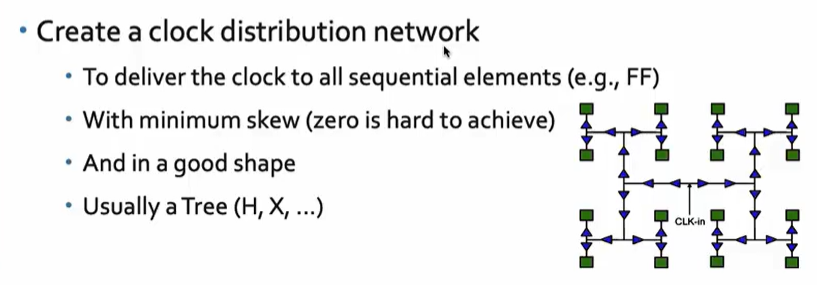 • Create a clock distribution network
• To deliver the clock to all sequential elements (e.g., FF)
• With minimum skew (zero is hard to achieve)
• And in a good shape
• Usually a Tree (H, X, ...)
CLK-in